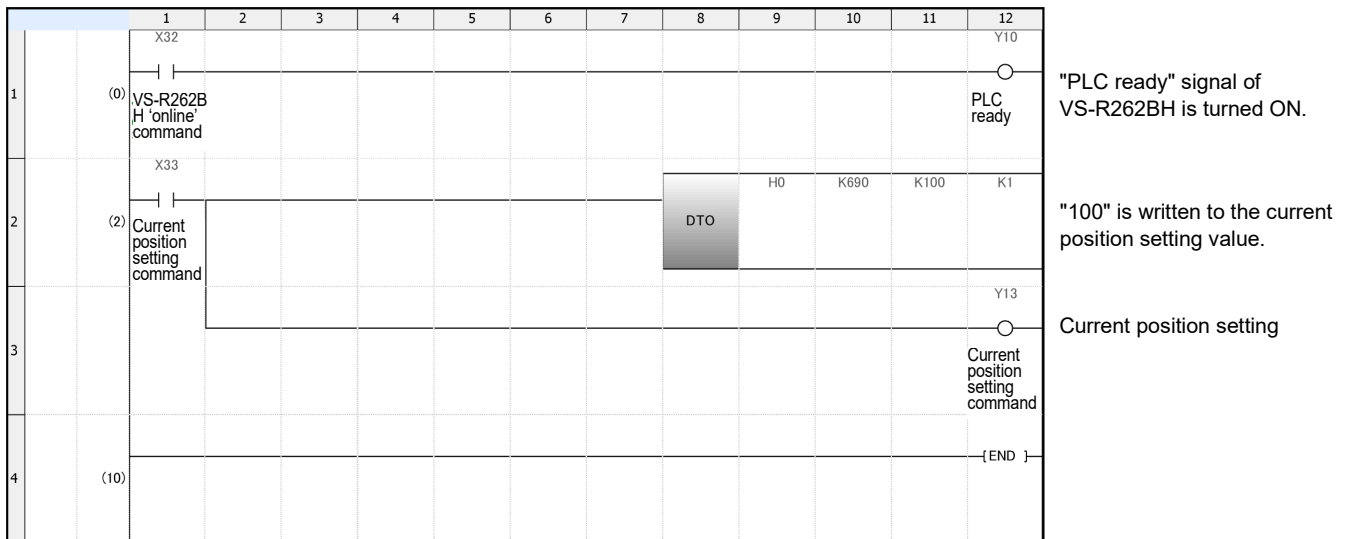 1 2 3 4 5 6 7 8 9 10 11 12
X32 Y10
1 (0) VS-R262B
H ‘online’
command
PLC
ready
"PLC ready" signal of
VS-R262BH is turned ON.
X33
H0 K690 K100 K1
2 (2) Current
position
setting
command
DTO
"100" is written to the current
position setting value.
Y13
3
Current
position
setting
command
Current position setting
4 (10)
{END }